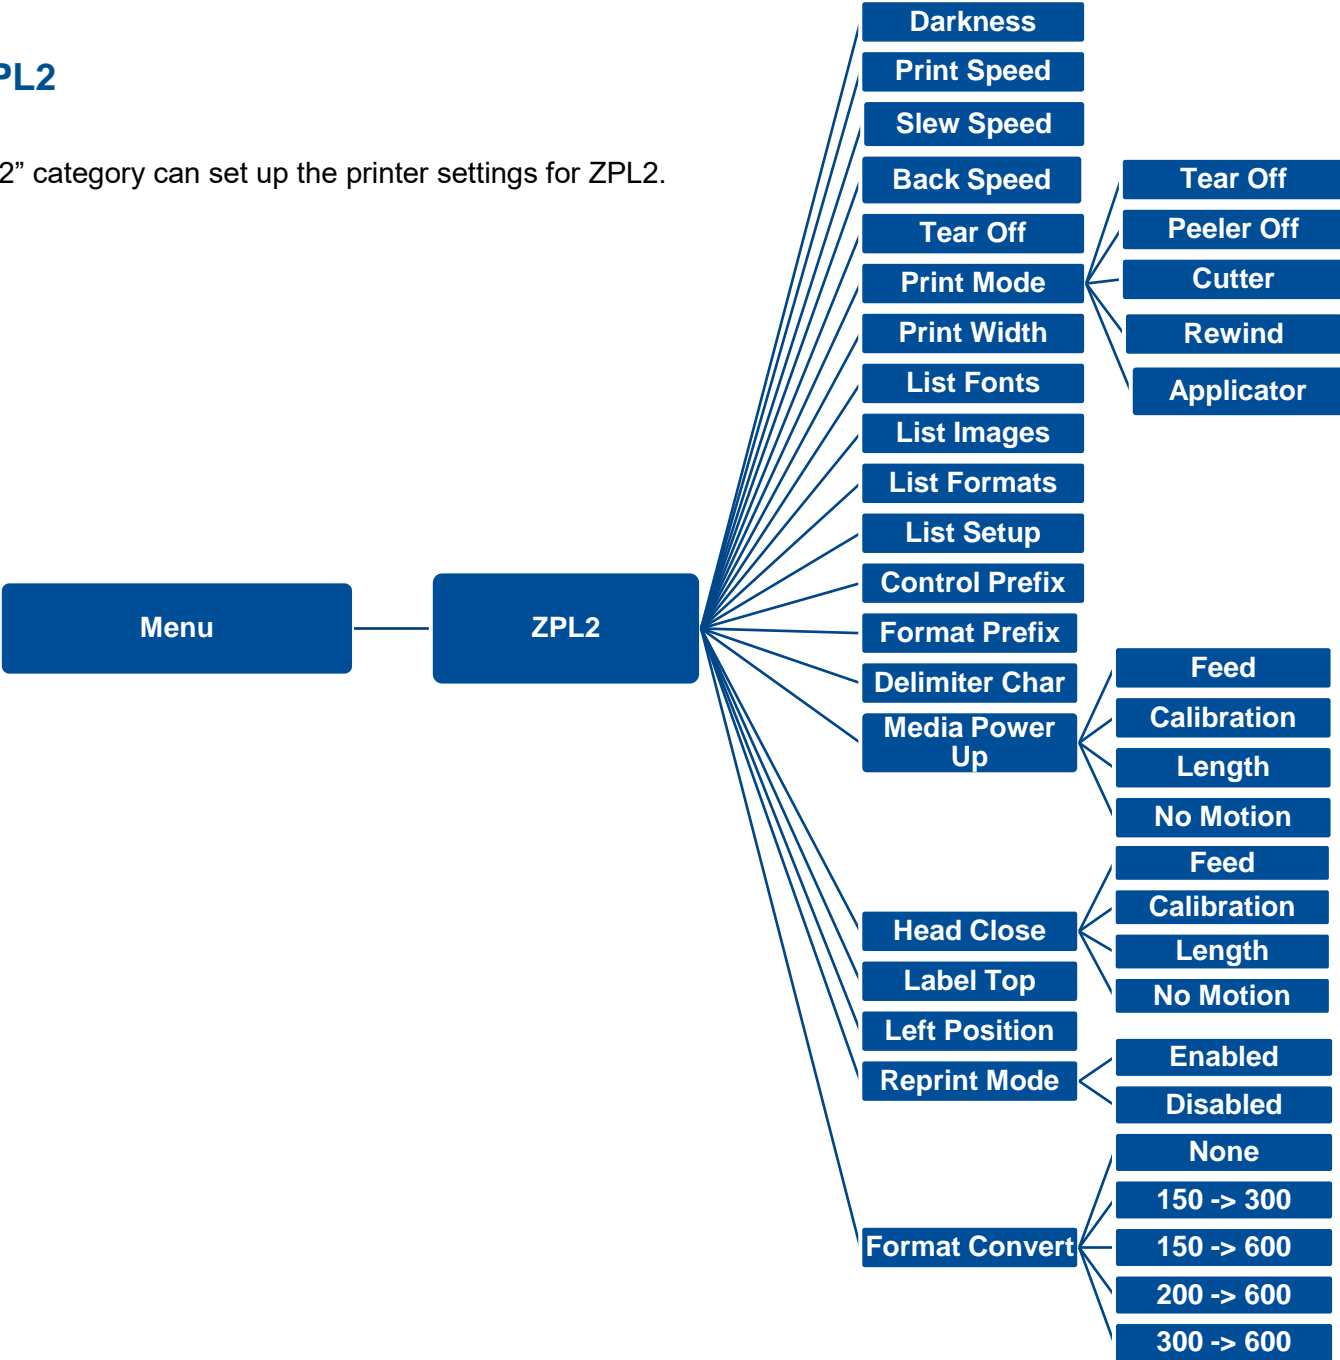 PL2
2” category can set up the printer settings for ZPL2.
Menu
ZPL2
Darkness
Print Speed
Slew Speed
Back Speed
Tear Off
Print Mode
Tear Off
Peeler Off
Cutter
Rewind
Applicator
Print Width
List Fonts
List Images
List Formats
List Setup
Control Prefix
Format Prefix
Delimiter Char
Media Power
Up
Feed
Calibration
Length
No Motion
Head Close
Feed
Calibration
Length
No Motion
Label Top
Left Position
Reprint Mode
Enabled
Disabled
Format Convert
None
150 -> 300
150 -> 600
200 -> 600
300 -> 600